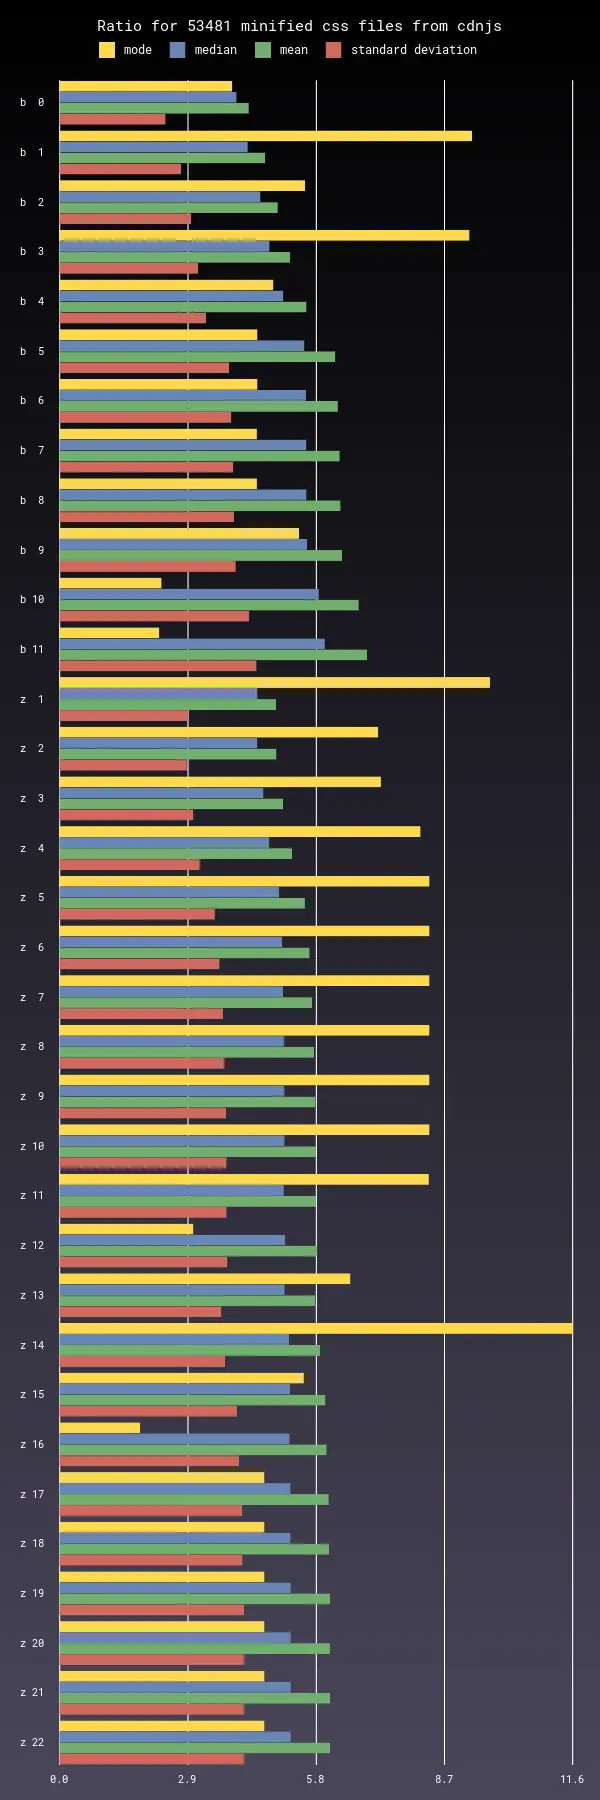 Ratio for 53481 minified css files from cdnjs
mode median mean standard deviation
b 0
b 1
b 2
b 3
b 4
b 5
b 6
b 7
b 8
b 9
b 10
b 11
z 1
z 2
z 3
z 4
z 5
z 6
z 7
z 8
z 9
z 10
z 11
z 12
z 13
z 14
z 15
z 16
z 17
z 18
z 19
z 20
z 21
z 22
0.0 2.9 5.8 8.7 11.6